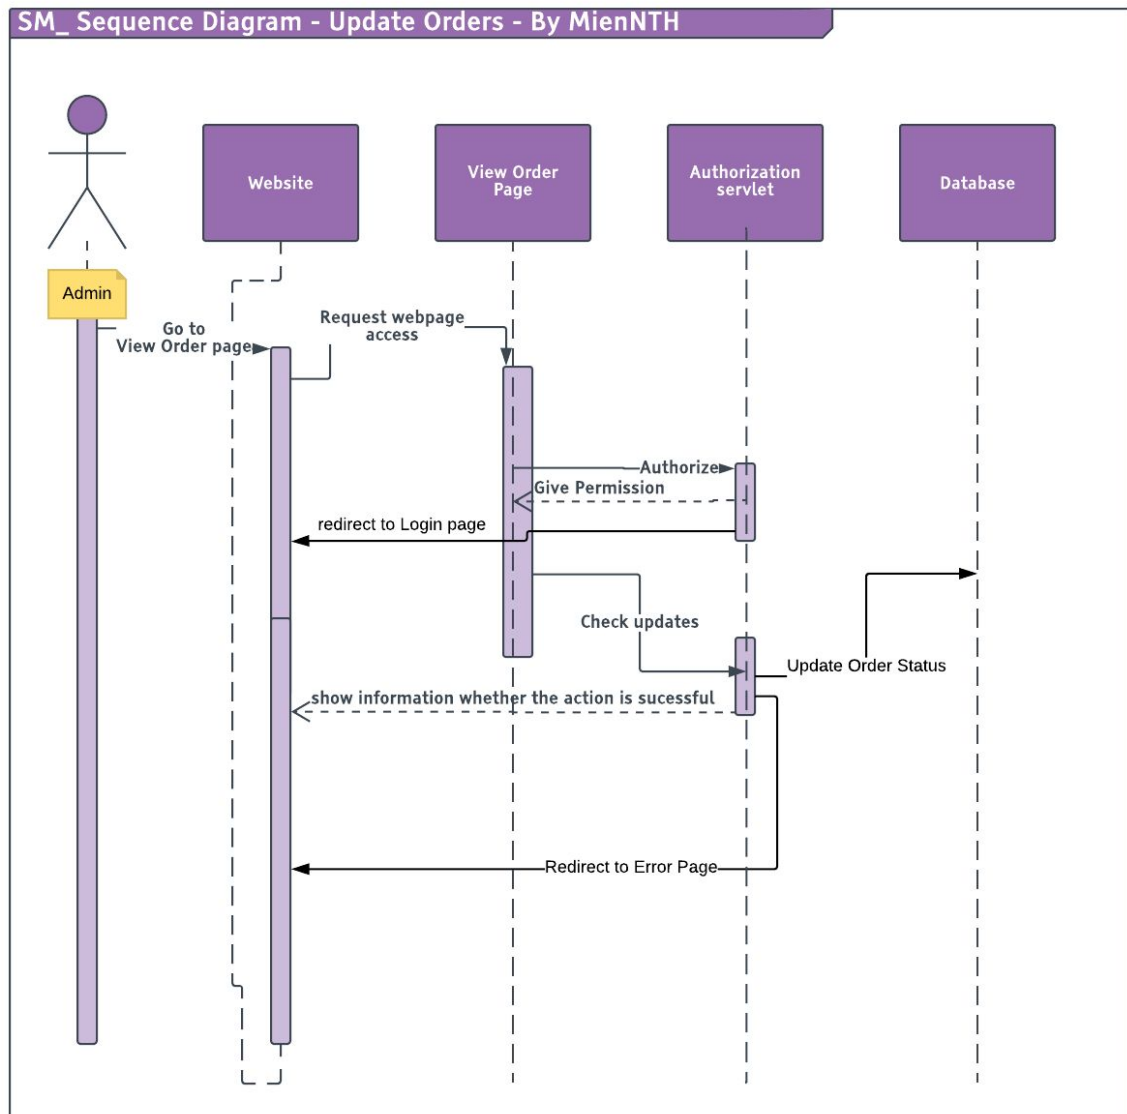 SM_ Sequence Diagram - Update Orders - By MienNTH
Website
View Order
Page
Authorization
servlet
Database
Admin
Go to
View Order page
Request webpage
access
Authorize
Give Permission
redirect to Login page
Check updates
Update Order Status
show information whether the action is sucessful
Redirect to Error Page